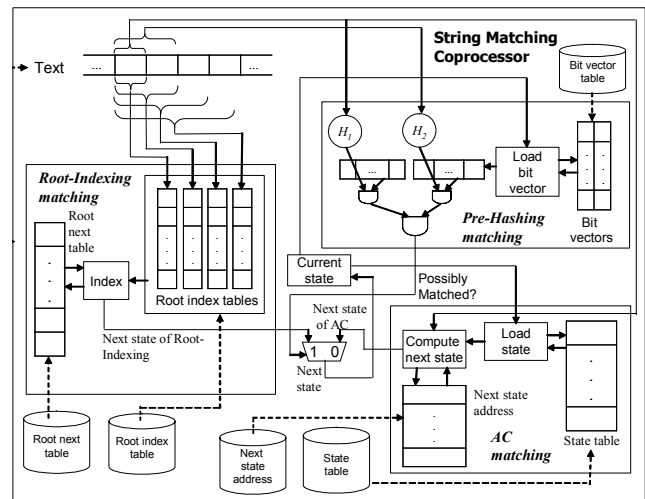 String Matching
Coprocessor
Text
...
...
Bit vector
table
H1
H2
...
...
Load
bit
vector
Bit
vectors
Pre-Hashing
matching
Root-Indexing
matching
Root
next
table
Index
Root index tables
Current
state
Possibly
Matched?
Next state of Root-
Indexing
Next state
of AC
1 0
Next
state
Compute
next state
Load
state
Next state
address
AC
matching
State table
Root next
table
Root index
table
Next
state
address
State
table